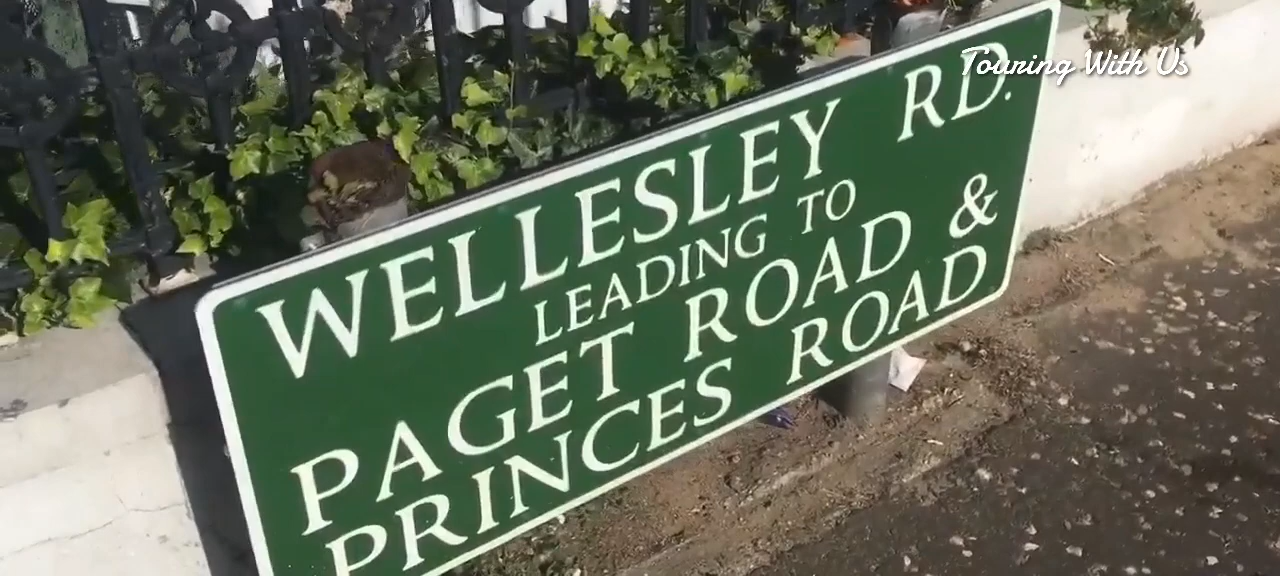 Touring With Us
WELLESLEY RD.
LEADING TO
PAGET ROAD &
PRINCES ROAD